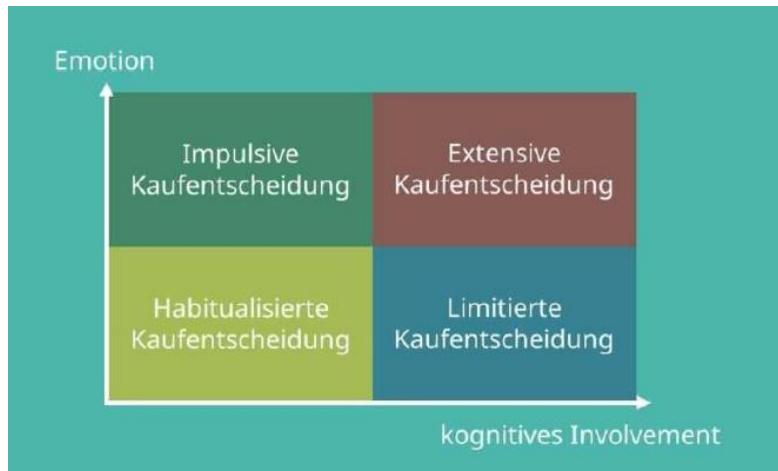 Emotion
Impulsive
Kaufentscheidung
Extensive
Kaufentscheidung
Habitualisierte
Kaufentscheidung
Limitierte
Kaufentscheidung
kognitives Involvement